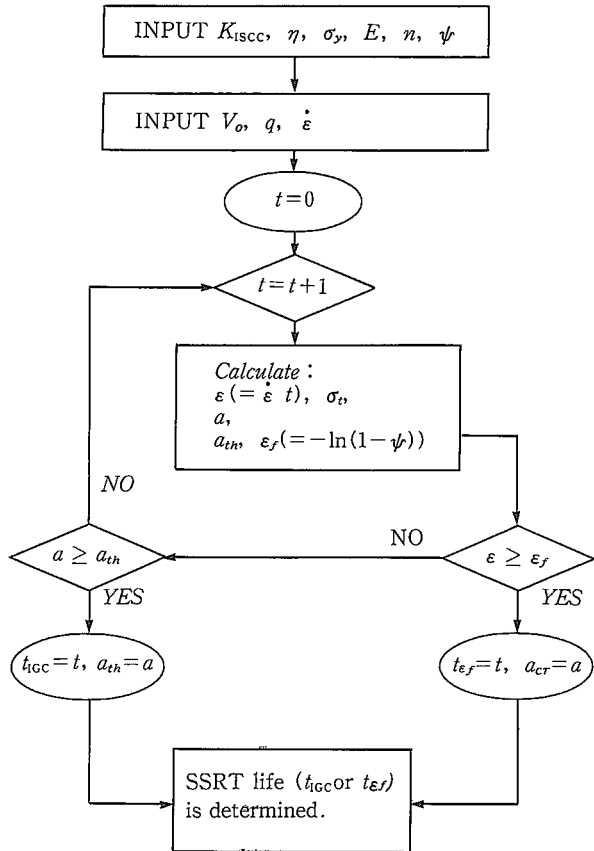 INPUT K_ISCC, η, σ_y, E, n, ψ
INPUT V_o, q, ε̇
t=0
t=t+1
Calculate :
ε (= ε̇ t), σ_t,
a,
a_th, ε_f(=−ln(1−ψ))
NO
NO
a ≥ a_th
ε ≥ ε_f
YES
YES
t_IGC=t, a_th=a
t_εf=t, a_cr=a
SSRT life (t_IGC or t_εf)
is determined.